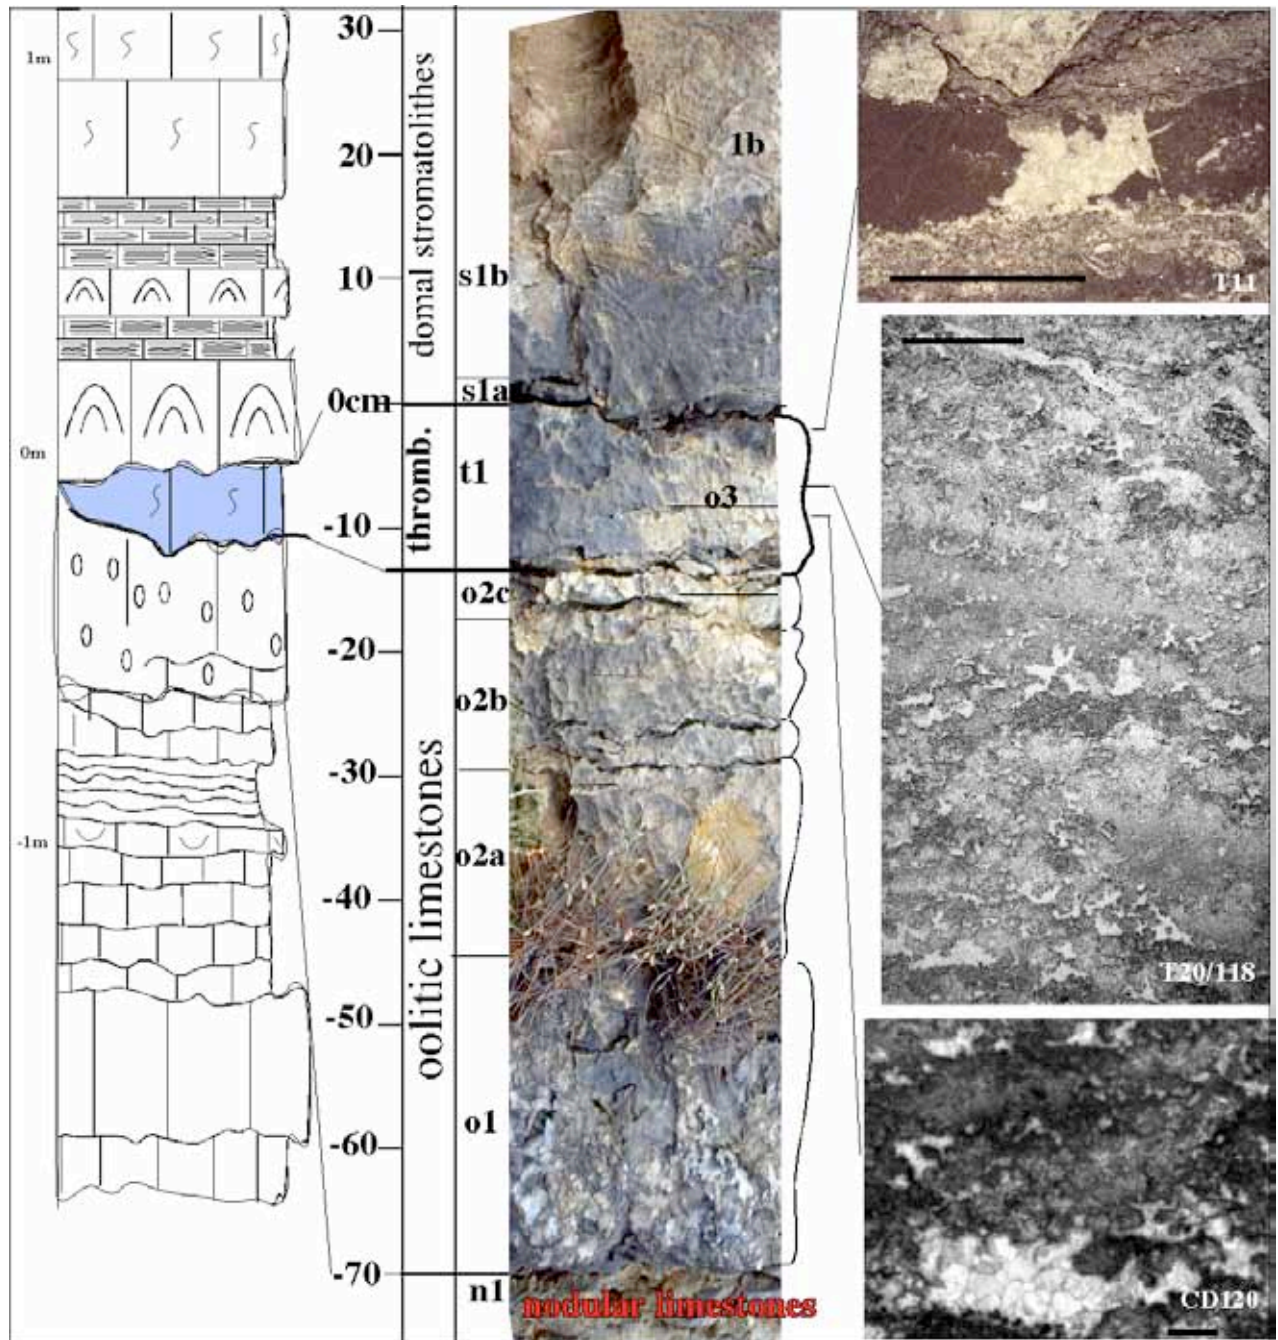 1m
0m
-1m
30
20
10
0cm
-10
-20
-30
-40
-50
-60
-70
domal stromatolithes
thromb.
oolitic limestones
s1b
s1a
t1
o2c
o2b
o2a
o1
n1
1b
o3
nodular limestones
T11
T20/118
CD120